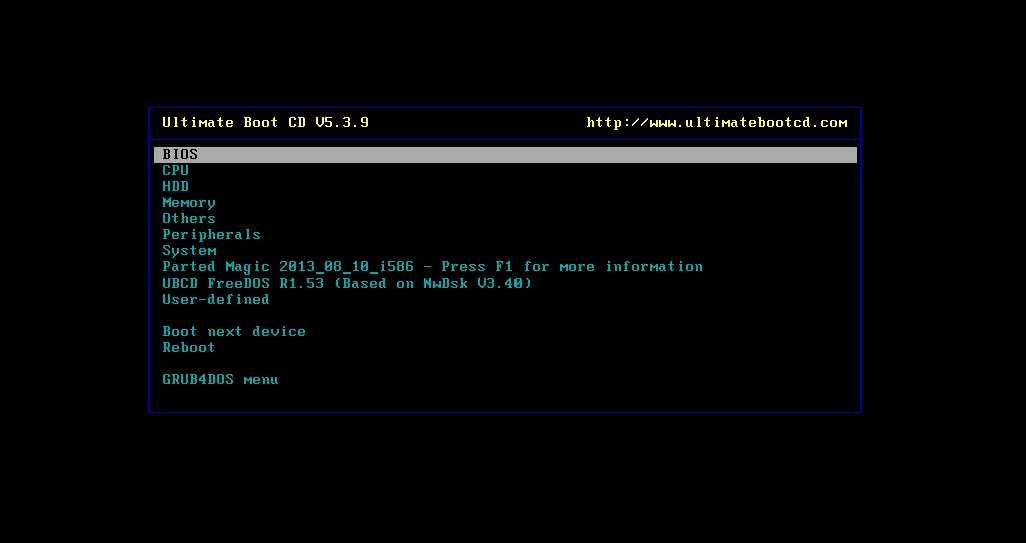 Ultimate Boot CD V5.3.9 http://www.ultimatebootcd.com
BIOS
CPU
HDD
Memory
Others
Peripherals
System
Parted Magic 2013_08_10_i586 - Press F1 for more information
UBCD FreeDOS R1.53 (Based on NwDsk V3.40)
User-defined
Boot next device
Reboot
GRUB4DOS menu